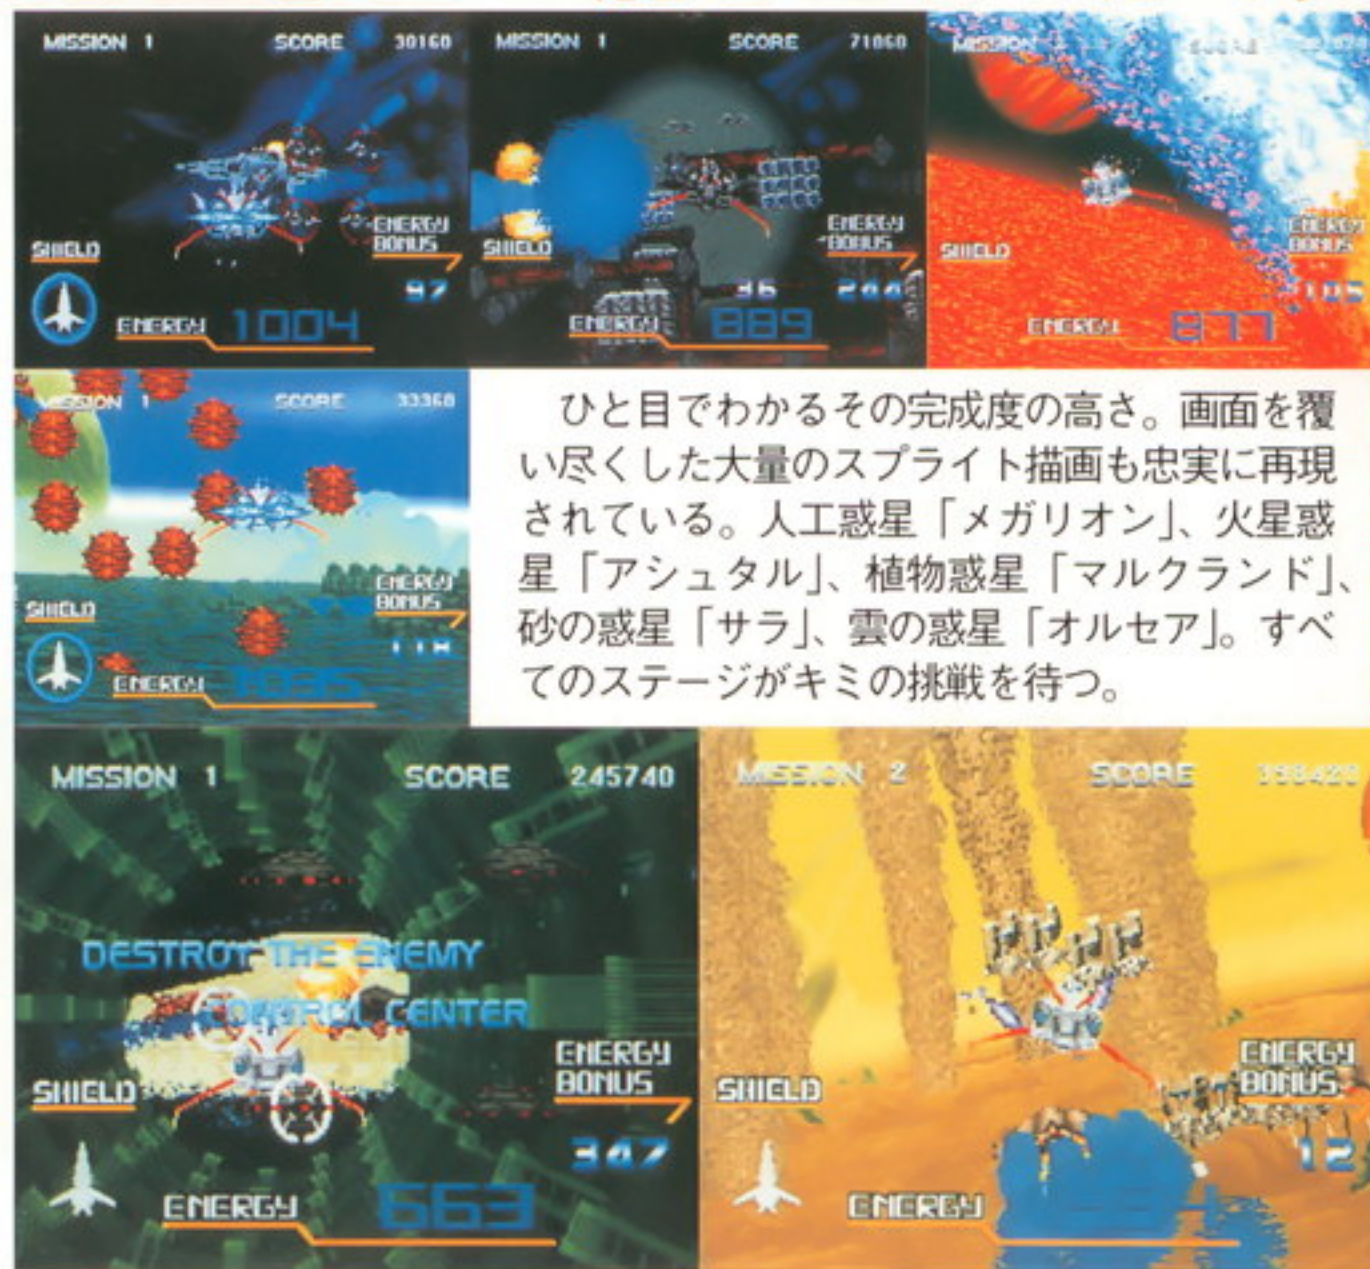 MISSION 1 SCORE 30160
SHIELD
ENERGY
BONUS
97
ENERGY 1004
MISSION 1 SCORE 71060
SHIELD
ENERGY
BONUS
36 244
ENERGY 889
MISSION SCORE
SHIELD
ENERGY
BONUS
105
ENERGY 877
MISSION 1 SCORE 33360
SHIELD
ENERGY
BONUS
118
ENERGY 1035
ひと目でわかるその完成度の高さ。画面を覆
い尽くした大量のスプライト描画も忠実に再現
されている。人工惑星「メガリオン」、火星惑
星「アシュタル」、植物惑星「マルクランド」、
砂の惑星「サラ」、雲の惑星「オルセア」。すべ
てのステージがキミの挑戦を待つ。
MISSION 1 SCORE 245740
DESTROY THE ENEMY
CONTROL CENTER
SHIELD
ENERGY
BONUS
347
ENERGY 663
MISSION 2 SCORE
SHIELD
ENERGY
BONUS
12
ENERGY